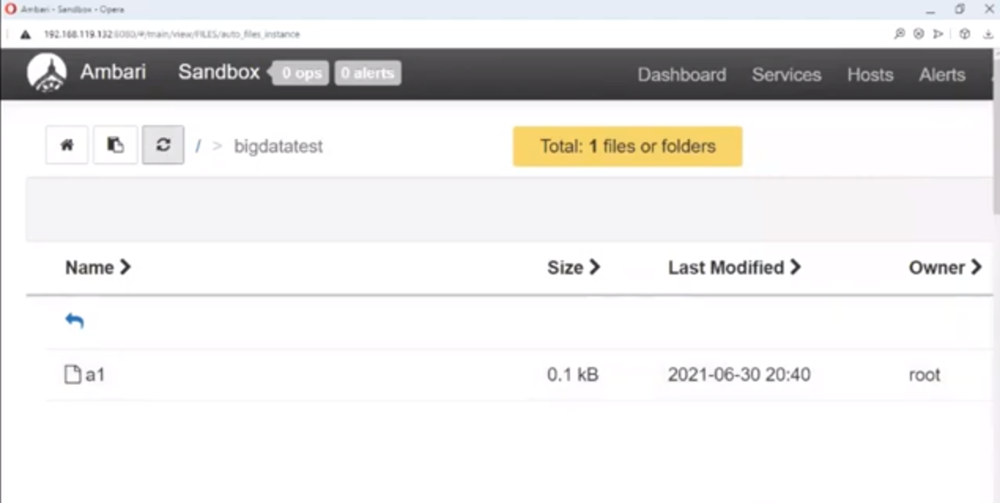 Ambari - Sandbox - Opera
192.168.119.132:8080/#/main/view/FILES/auto_files_instance
Ambari Sandbox 0 ops 0 alerts Dashboard Services Hosts Alerts
/ > bigdatatest Total: 1 files or folders
Name Size Last Modified Owner
a1 0.1 kB 2021-06-30 20:40 root